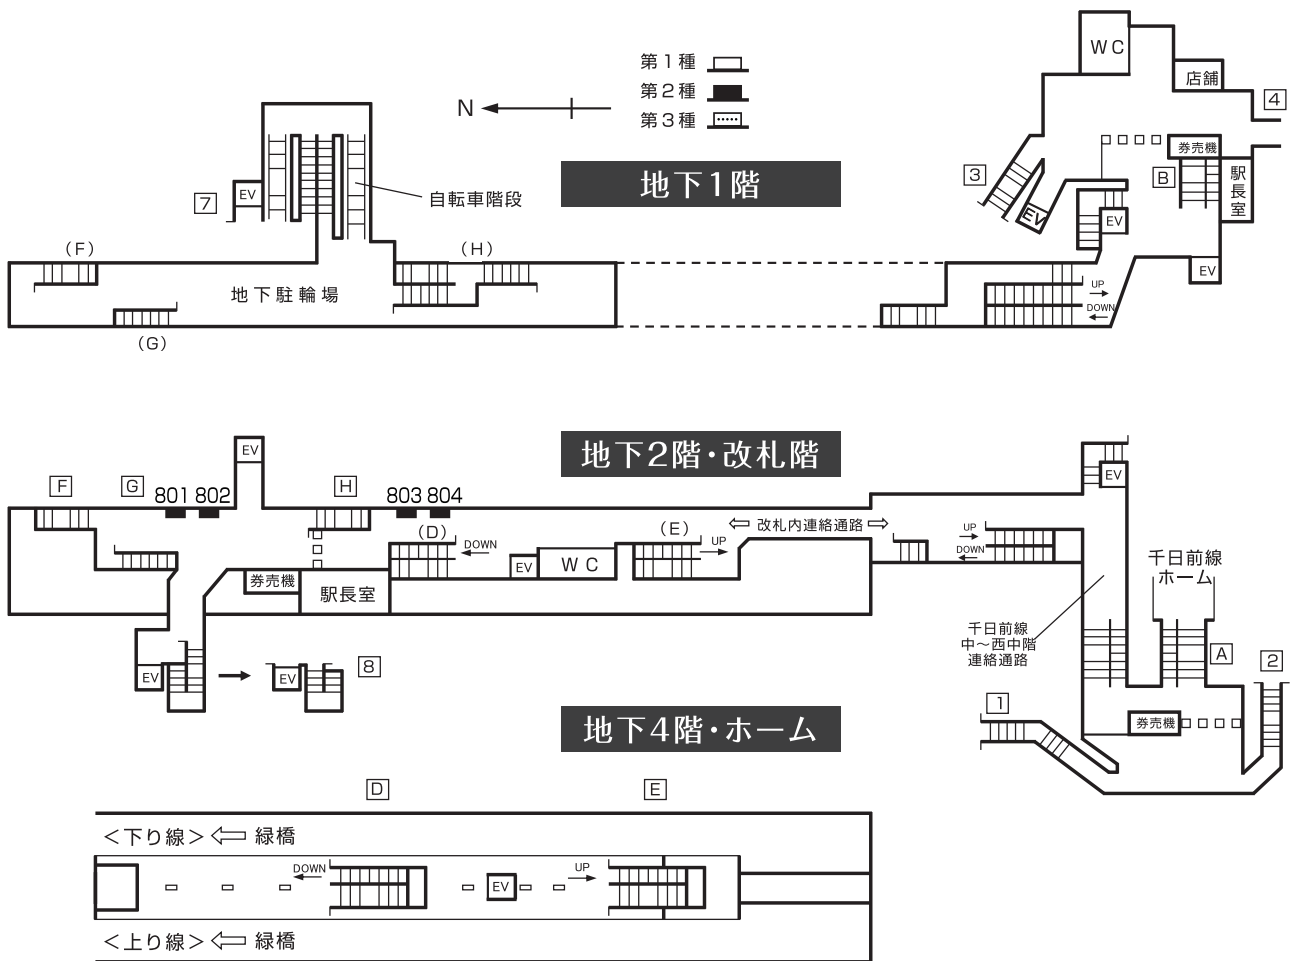 第1種
第2種
第3種
N
地下1階
WC
店舗
4
券売機
3
B
駅長室
EV
EV
EV
7
EV
自転車階段
(F)
(H)
地下駐輪場
(G)
UP
DOWN
地下2階・改札階
EV
F
G
801
802
H
803
804
(D)
DOWN
(E)
UP
改札内連絡通路
UP
DOWN
EV
EV
WC
券売機
駅長室
千日前線
ホーム
千日前線
中〜西中階
連絡通路
A
2
1
券売機
EV
EV
8
地下4階・ホーム
D
E
<下り線>
緑橋
DOWN
EV
UP
<上り線>
緑橋